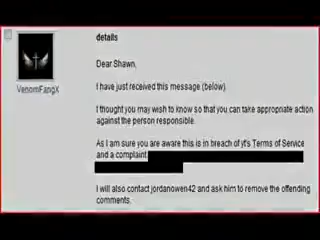 details
Dear Shawn,
VenomFangX
I have just received this message (below).
I thought you may wish to know so that you can take appropriate action
against the person responsible.
As I am sure you are aware this is in breach of yt's Terms of Service
and a complaint
I will also contact jordanowen42 and ask him to remove the offending
comments.